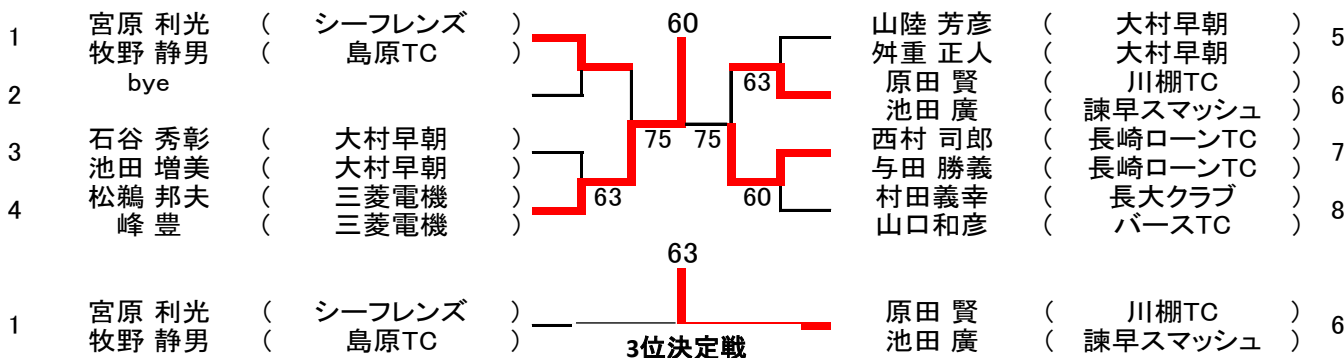 60
1 宮原 利光 ( シーフレンズ )
牧野 静男 ( 島原TC )
2 bye
3 石谷 秀彰 ( 大村早朝 )
池田 増美 ( 大村早朝 )
4 松鵜 邦夫 ( 三菱電機 )
峰 豊 ( 三菱電機 )
63
75 75
63
60
山陸 芳彦 ( 大村早朝 ) 5
舛重 正人 ( 大村早朝 )
原田 賢 ( 川棚TC ) 6
池田 廣 ( 諫早スマッシュ )
西村 司郎 ( 長崎ローンTC ) 7
与田 勝義 ( 長崎ローンTC )
村田義幸 ( 長大クラブ ) 8
山口和彦 ( バースTC )
63
1 宮原 利光 ( シーフレンズ )
牧野 静男 ( 島原TC )
3位決定戦
原田 賢 ( 川棚TC ) 6
池田 廣 ( 諫早スマッシュ )